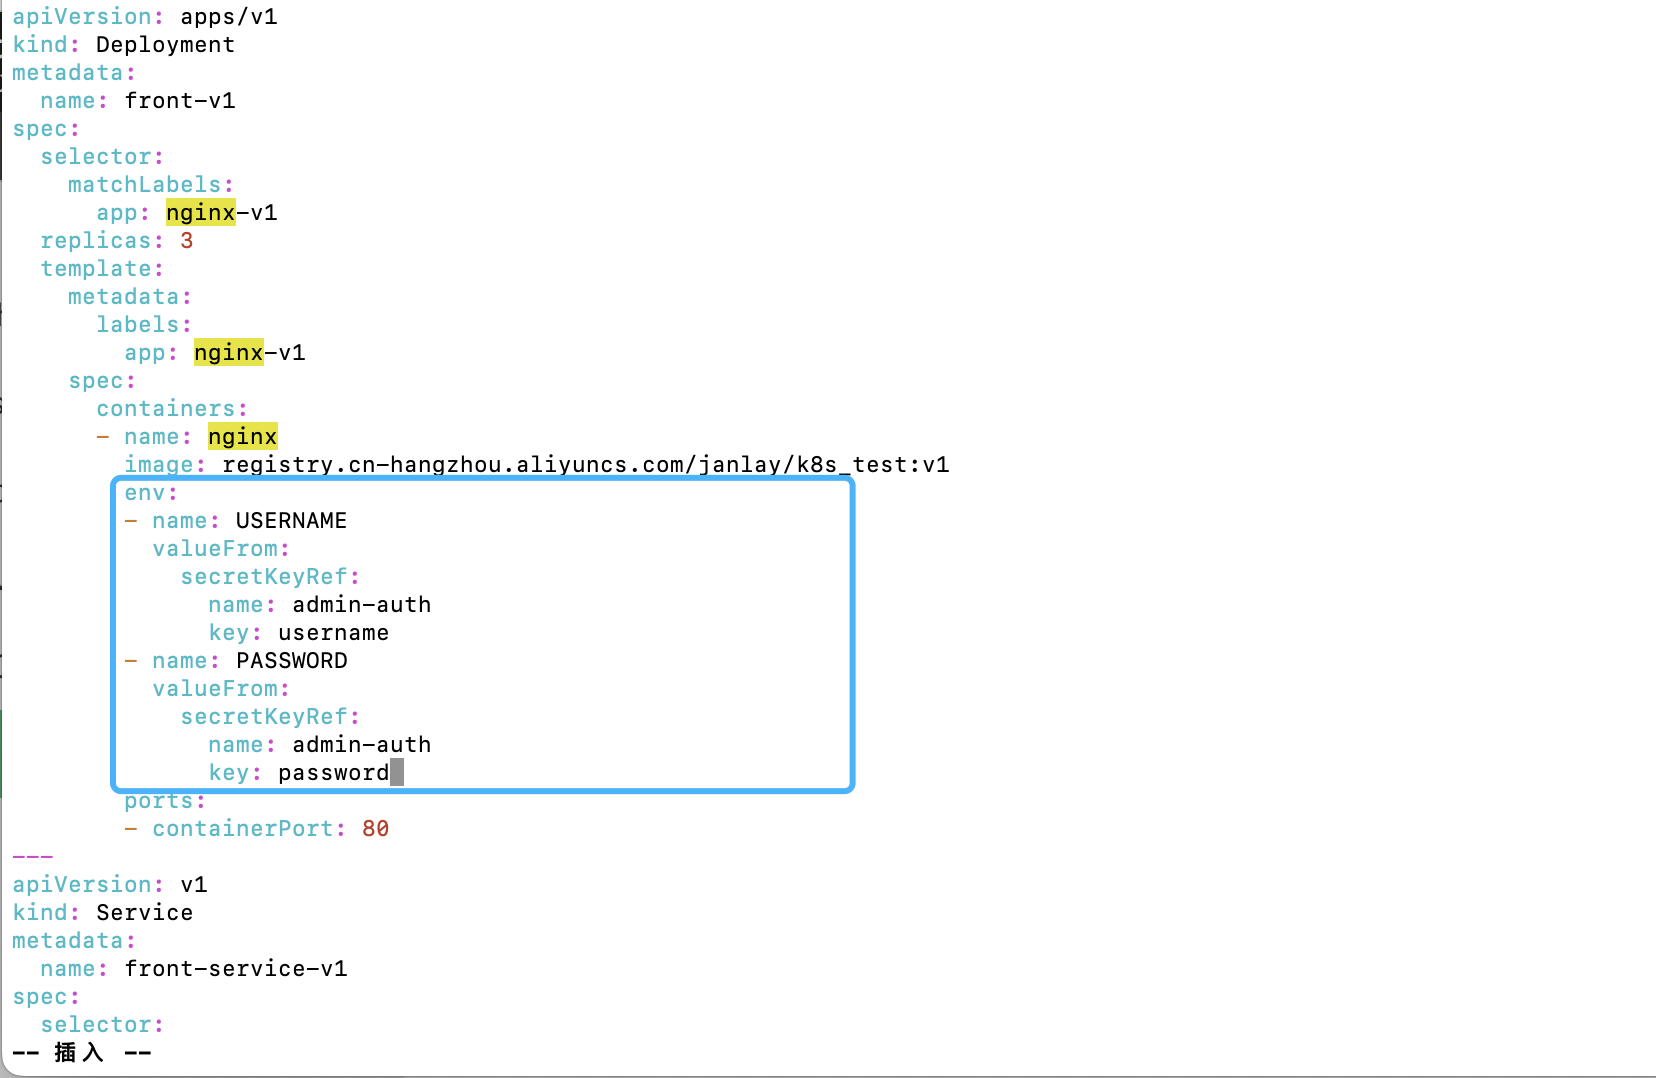 apiVersion: apps/v1
kind: Deployment
metadata:
  name: front-v1
spec:
  selector:
    matchLabels:
      app: nginx-v1
  replicas: 3
  template:
    metadata:
      labels:
        app: nginx-v1
    spec:
      containers:
      - name: nginx
        image: registry.cn-hangzhou.aliyuncs.com/janlay/k8s_test:v1
        env:
        - name: USERNAME
          valueFrom:
            secretKeyRef:
              name: admin-auth
              key: username
        - name: PASSWORD
          valueFrom:
            secretKeyRef:
              name: admin-auth
              key: password
        ports:
        - containerPort: 80
---
apiVersion: v1
kind: Service
metadata:
  name: front-service-v1
spec:
  selector:
-- 插入 --